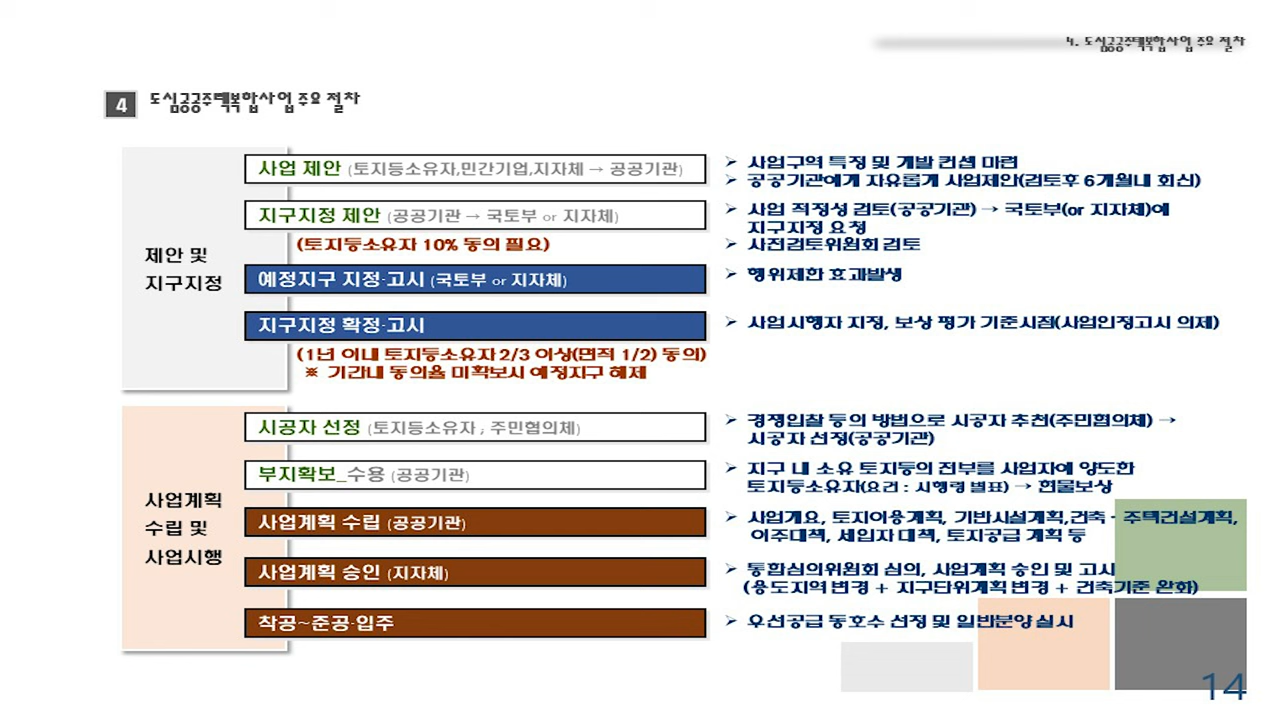 4. 도심공공주택복합사업 주요 절차
4 도심공공주택복합사업 주요 절차
제안 및
지구지정
사업 제안 (토지등소유자,민간기업,지자체 → 공공기관)
➢ 사업구역 특정 및 개발 컨셉 마련
➢ 공공기관에게 자유롭게 사업제안(검토후 6개월내 회신)
지구지정 제안 (공공기관 → 국토부 or 지자체)
(토지등소유자 10% 동의 필요)
➢ 사업 적정성 검토(공공기관) → 국토부(or 지자체)에
지구지정 요청
➢ 사전검토위원회 검토
예정지구 지정·고시 (국토부 or 지자체)
➢ 행위제한 효과발생
지구지정 확정·고시
➢ 사업시행자 지정, 보상 평가 기준시점(사업인정고시 의제)
(1년 이내 토지등소유자 2/3 이상(면적 1/2) 동의)
※ 기간내 동의율 미확보시 예정지구 해제
사업계획
수립 및
사업시행
시공자 선정 (토지등소유자 ; 주민협의체)
➢ 경쟁입찰 등의 방법으로 시공자 추천(주민협의체) →
시공자 선정(공공기관)
부지확보_수용 (공공기관)
➢ 지구 내 소유 토지등의 전부를 사업자에 양도한
토지등소유자(요건 : 시행령 별표) → 현물보상
사업계획 수립 (공공기관)
➢ 사업개요, 토지이용계획, 기반시설계획,건축 · 주택건설계획,
이주대책, 세입자 대책, 토지공급 계획 등
사업계획 승인 (지자체)
➢ 통합심의위원회 심의, 사업계획 승인 및 고시
(용도지역 변경 + 지구단위계획 변경 + 건축기준 완화)
착공~준공·입주
➢ 우선공급 동호수 선정 및 일반분양 실시
14